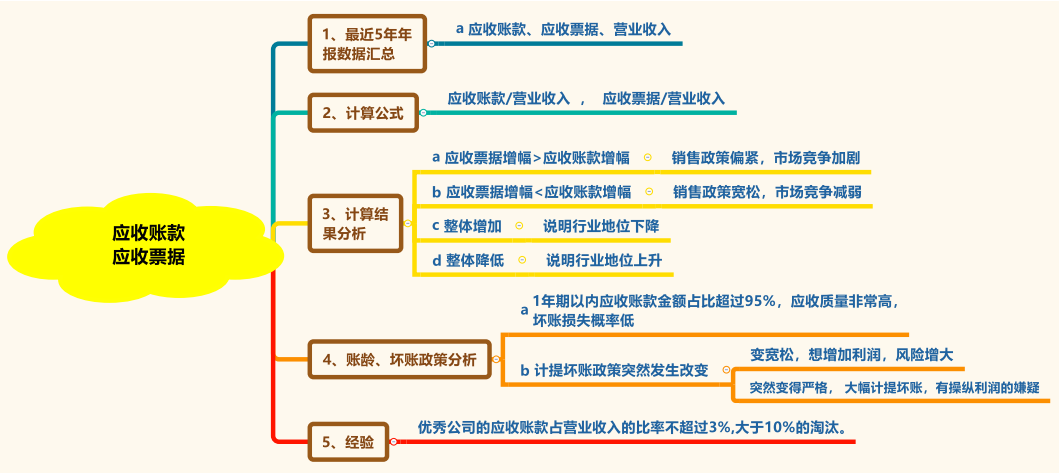 应收账款
应收票据
1、最近5年年
报数据汇总
a 应收账款、应收票据、营业收入
2、计算公式
应收账款/营业收入 ， 应收票据/营业收入
3、计算结
果分析
a 应收票据增幅>应收账款增幅
销售政策偏紧，市场竞争加剧
b 应收票据增幅<应收账款增幅
销售政策宽松，市场竞争减弱
c 整体增加
说明行业地位下降
d 整体降低
说明行业地位上升
4、账龄、坏账政策分析
a 1年期以内应收账款金额占比超过95%，应收质量非常高，
坏账损失概率低
b 计提坏账政策突然发生改变
变宽松，想增加利润，风险增大
突然变得严格， 大幅计提坏账，有操纵利润的嫌疑
5、经验
优秀公司的应收账款占营业收入的比率不超过3%,大于10%的淘汰。